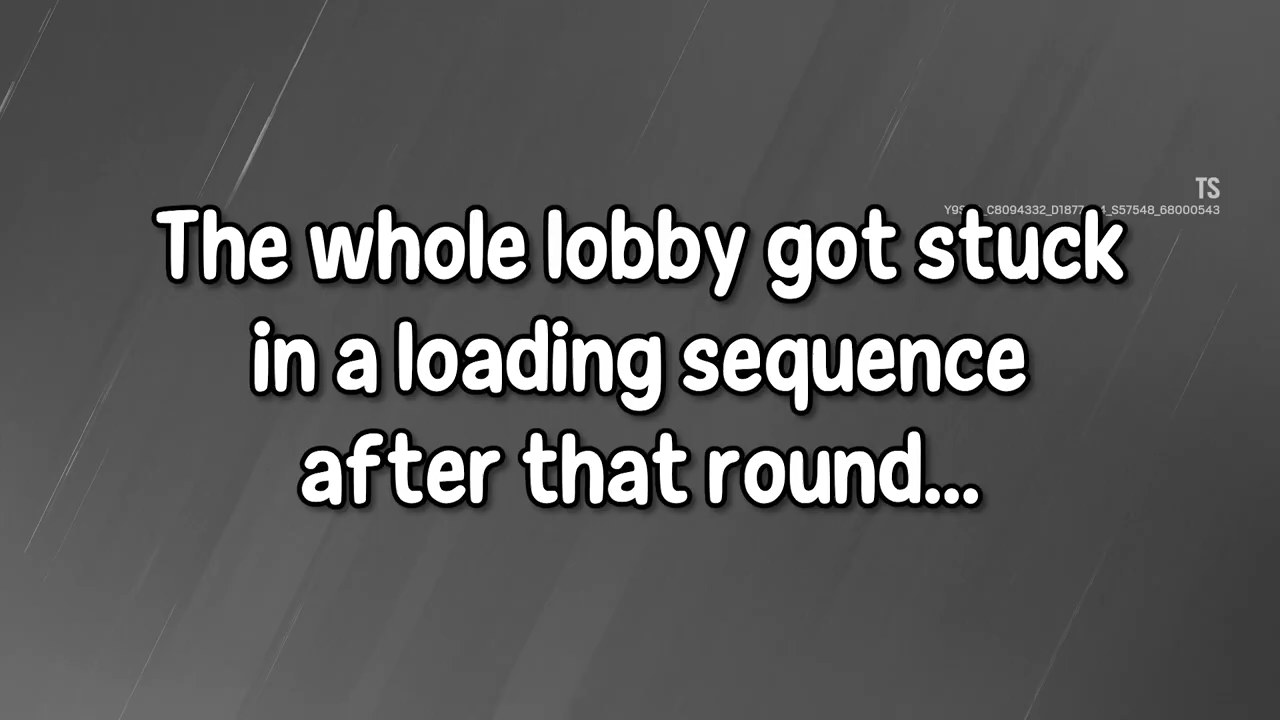 TS
The whole lobby got stuck
in a loading sequence
after that round...